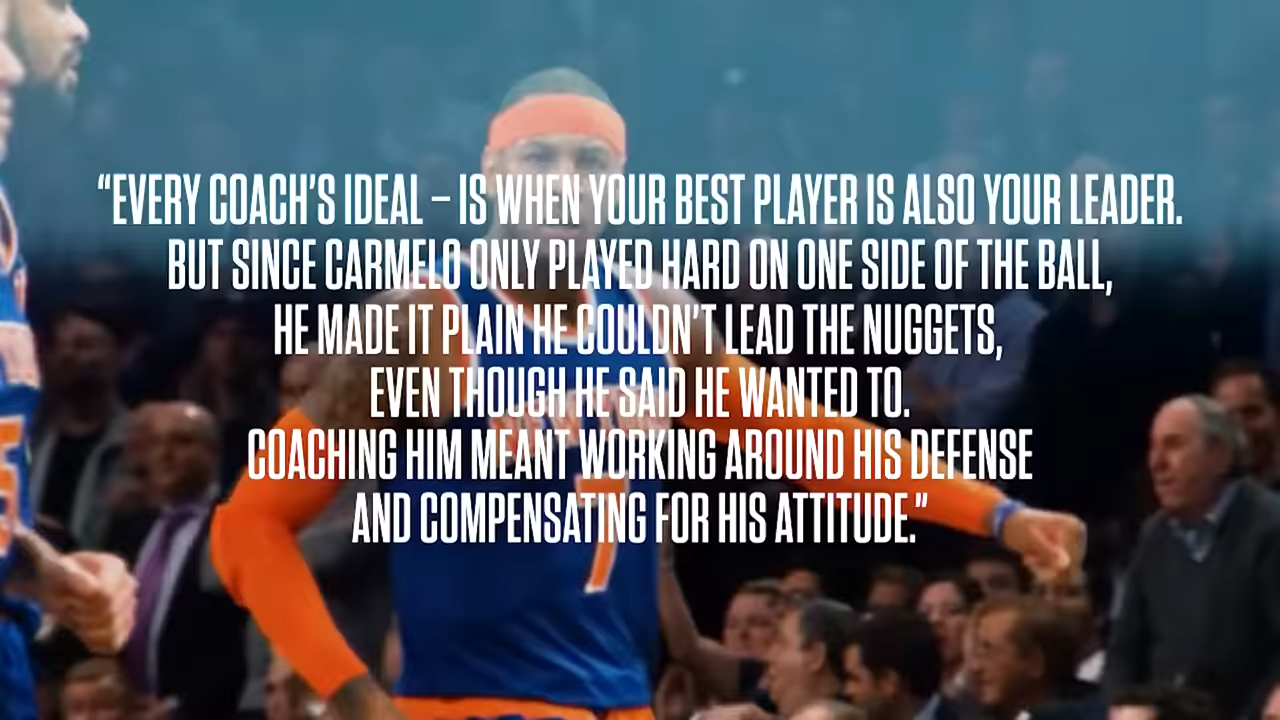 “EVERY COACH’S IDEAL – IS WHEN YOUR BEST PLAYER IS ALSO YOUR LEADER.
BUT SINCE CARMELO ONLY PLAYED HARD ON ONE SIDE OF THE BALL,
HE MADE IT PLAIN HE COULDN’T LEAD THE NUGGETS,
EVEN THOUGH HE SAID HE WANTED TO.
COACHING HIM MEANT WORKING AROUND HIS DEFENSE
AND COMPENSATING FOR HIS ATTITUDE.”
7